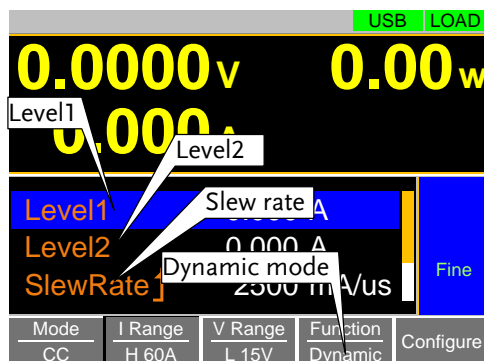 USB LOAD
0.0000 V 0.00 W
Level1
0.000
Level2
Level1 A
Slew rate
Level2 0.000 A
Dynamic mode
SlewRate 2500 mA/us
Fine
Mode I Range V Range Function Configure
CC H 60A L 15V Dynamic